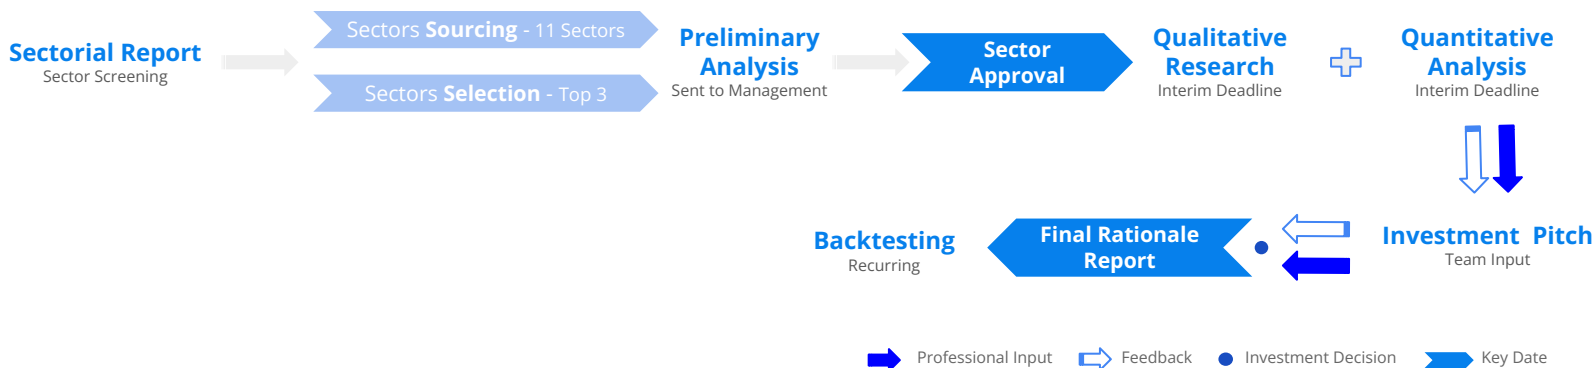 Sectorial Report
Sector Screening
Sectors Sourcing - 11 Sectors
Sectors Selection - Top 3
Preliminary
Analysis
Sent to Management
Sector
Approval
Qualitative
Research
Interim Deadline
Quantitative
Analysis
Interim Deadline
Investment Pitch
Team Input
Final Rationale
Report
Backtesting
Recurring
Professional Input
Feedback
Investment Decision
Key Date